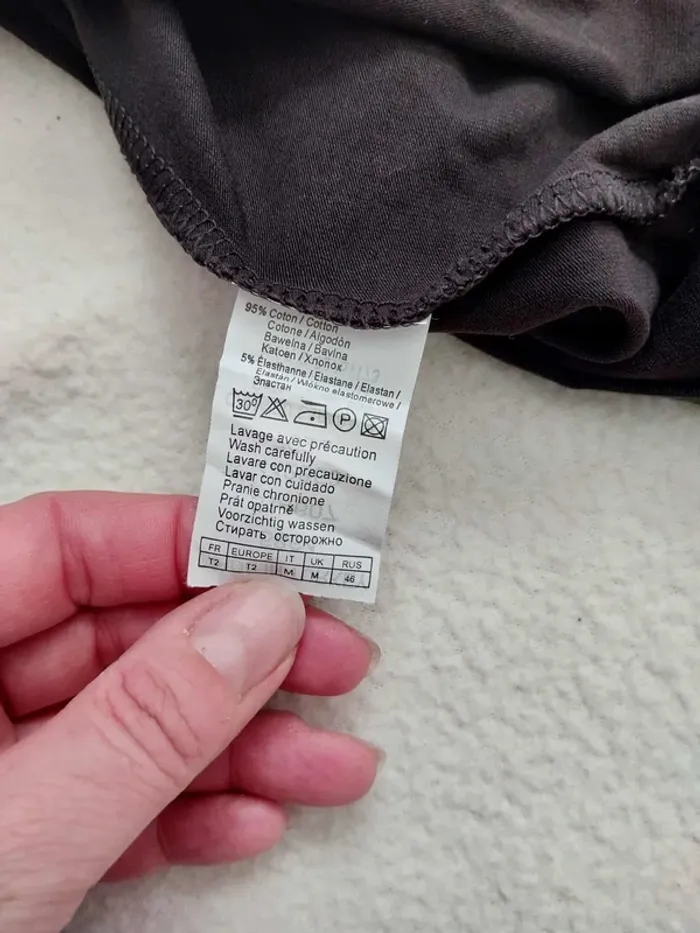 95% Coton / Cotton
Cotone / Algodón
Bawełna / Bavlna
Katoen / Хлопок
5% Élasthanne / Elastane / Elastan /
Elastán / Włókno elastomerowe /
Эластан
30° P
Lavage avec précaution
Wash carefully
Lavare con precauzione
Lavar con cuidado
Pranie chronione
Prát opatrně
Voorzichtig wassen
Стирать осторожно
FR EUROPE IT UK RUS
T2 T2 M M 46